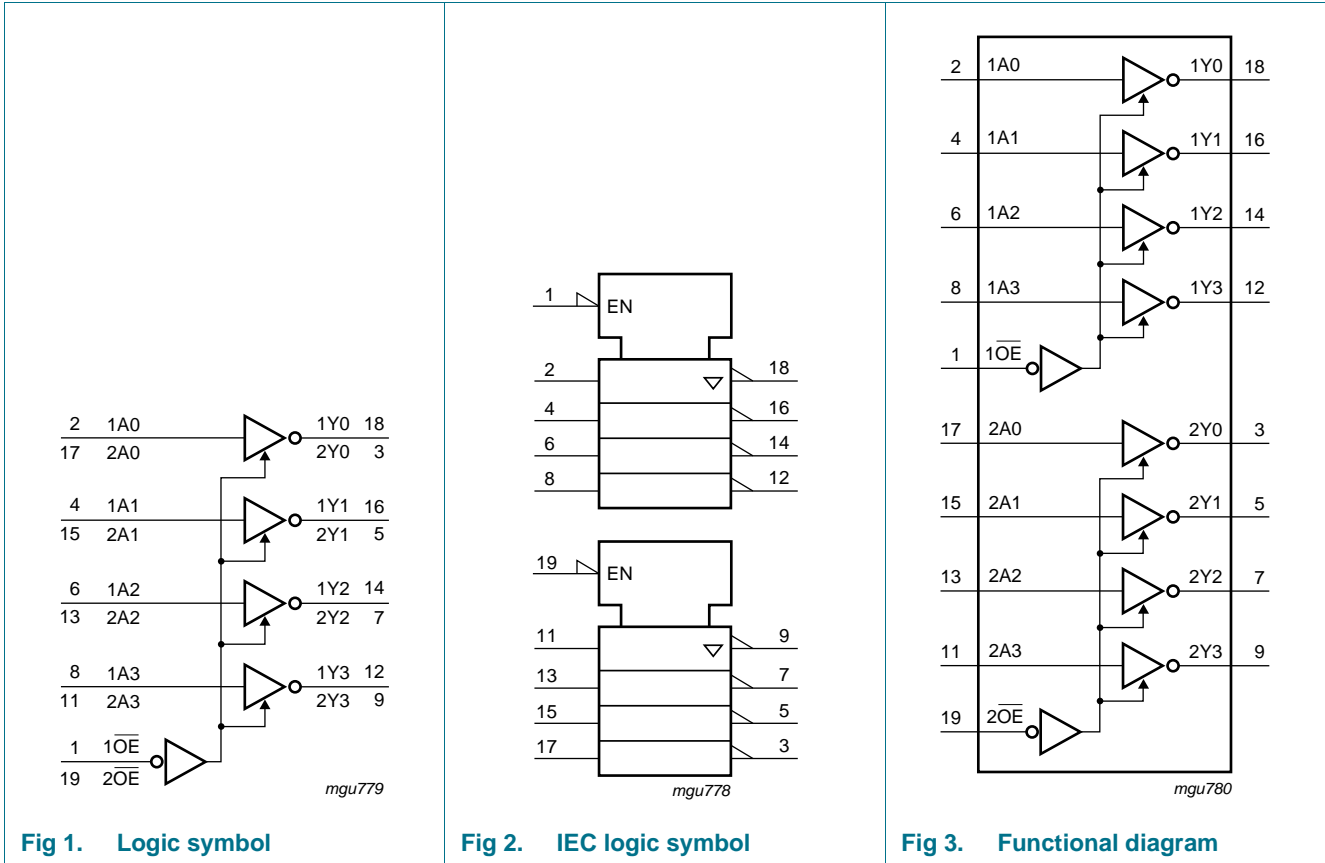 2 1A0 1Y0 18
17 2A0 2Y0 3
4 1A1 1Y1 16
15 2A1 2Y1 5
6 1A2 1Y2 14
13 2A2 2Y2 7
8 1A3 1Y3 12
11 2A3 2Y3 9
1 1O̅E̅
19 2O̅E̅
mgu779
Fig 1. Logic symbol
1 EN
2 18
4 16
6 14
8 12
19 EN
11 9
13 7
15 5
17 3
mgu778
Fig 2. IEC logic symbol
2 1A0 1Y0 18
4 1A1 1Y1 16
6 1A2 1Y2 14
8 1A3 1Y3 12
1 1O̅E̅
17 2A0 2Y0 3
15 2A1 2Y1 5
13 2A2 2Y2 7
11 2A3 2Y3 9
19 2O̅E̅
mgu780
Fig 3. Functional diagram